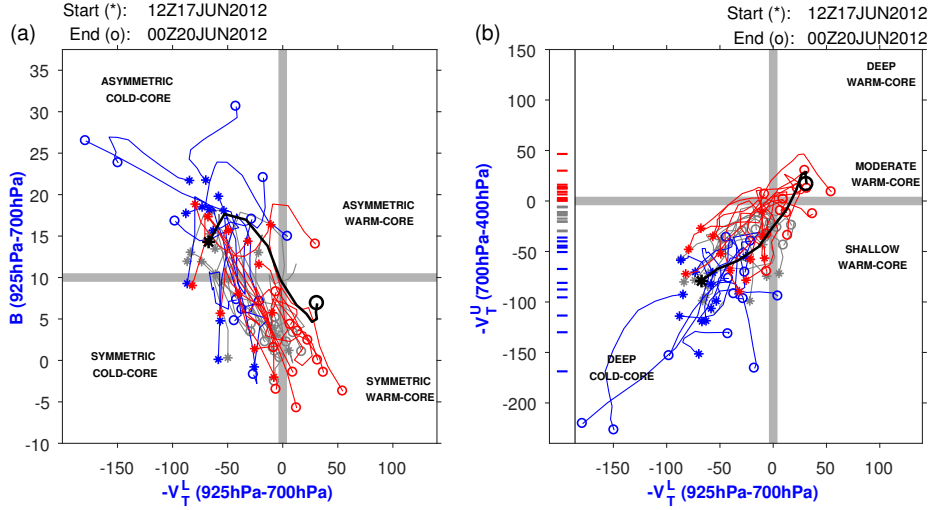 Start (*): 12Z17JUN2012
End (o): 00Z20JUN2012
(a)
ASYMMETRIC
COLD-CORE
ASYMMETRIC
WARM-CORE
SYMMETRIC
COLD-CORE
SYMMETRIC
WARM-CORE
35
30
25
20
15
10
5
0
-5
-10
B (925hPa-700hPa)
-150 -100 -50 0 50 100
-V_T^L (925hPa-700hPa)
Start (*): 12Z17JUN2012
End (o): 00Z20JUN2012
(b)
DEEP
WARM-CORE
MODERATE
WARM-CORE
SHALLOW
WARM-CORE
DEEP
COLD-CORE
150
100
50
0
-50
-100
-150
-200
-V_T^U (700hPa-400hPa)
-150 -100 -50 0 50 100
-V_T^L (925hPa-700hPa)